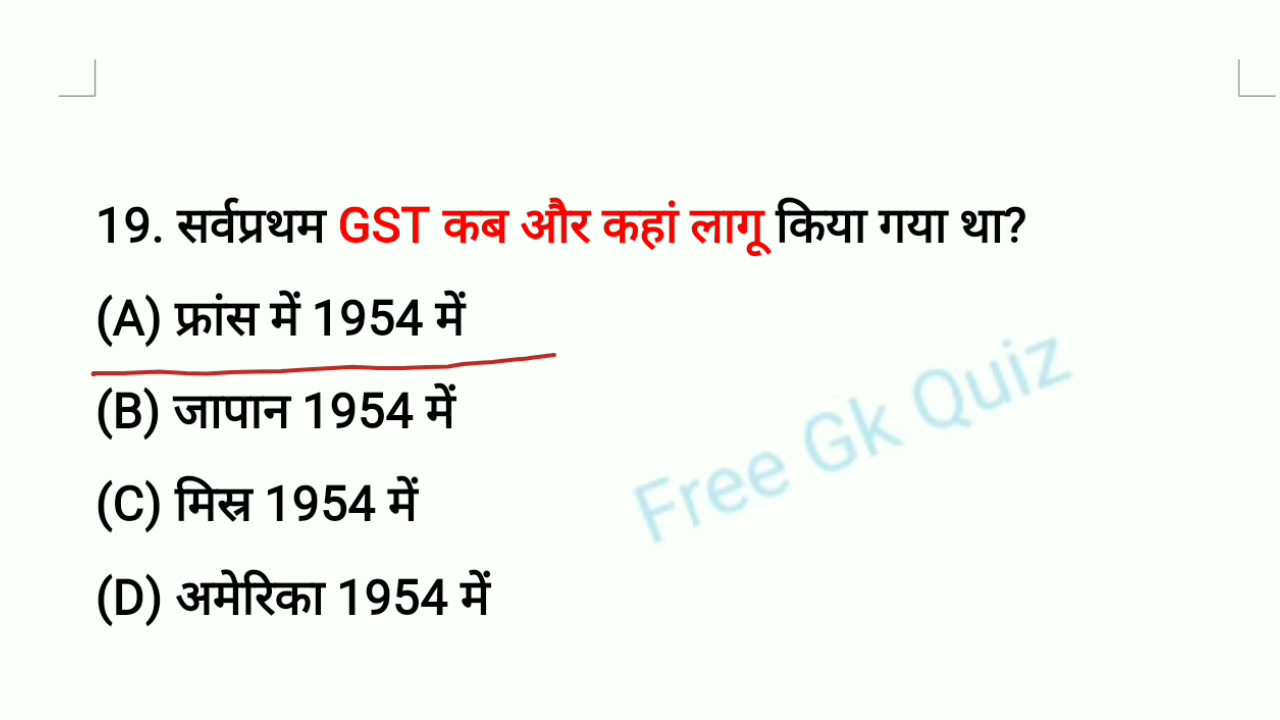 19. सर्वप्रथम GST कब और कहां लागू किया गया था?
(A) फ्रांस में 1954 में
(B) जापान 1954 में
(C) मिस्र 1954 में
(D) अमेरिका 1954 में
Free Gk Quiz